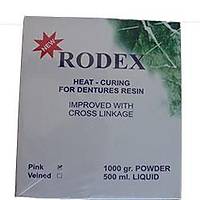 NEW
RODEX
HEAT - CURING
FOR DENTURES RESIN
IMPROVED WITH
CROSS LINKAGE
Pink
Veined
1000 gr. POWDER
500 ml. LIQUID